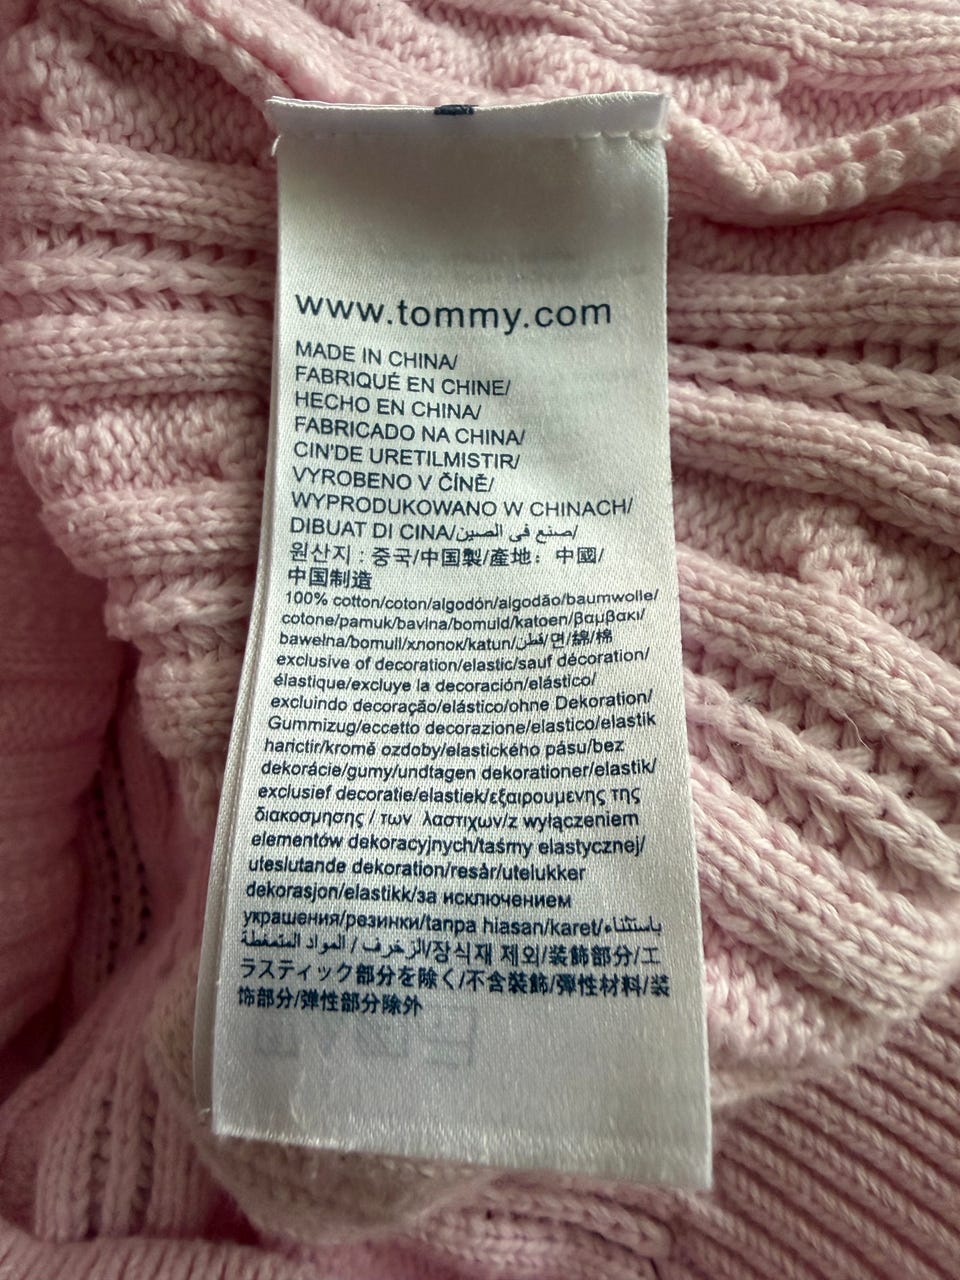 www.tommy.com
MADE IN CHINA/
FABRIQUÉ EN CHINE/
HECHO EN CHINA/
FABRICADO NA CHINA/
CIN'DE URETILMISTIR/
VYROBENO V ČÍNĚ/
WYPRODUKOWANO W CHINACH/
DIBUAT DI CINA/صنع في الصين/
원산지 : 중국/中国製/產地: 中國/
中国制造
100% cotton/coton/algodón/algodão/baumwolle/
cotone/pamuk/bavlna/bomuld/katoen/βαμβακι/
bawełna/bomull/хлопок/katun/قطن/면/綿/棉
exclusive of decoration/elastic/sauf décoration/
élastique/excluye la decoración/elástico/
excluindo decoração/elástico/ohne Dekoration/
Gummizug/eccetto decorazione/elastico/elastik
harictir/kromě ozdoby/elastického pásu/bez
dekorácie/gumy/undtagen dekorationer/elastik/
exclusief decoratie/elastiek/εξαιρουμενης της
διακοσμησης / των λαστιχων/z wyłączeniem
elementów dekoracyjnych/taśmy elastycznej/
uteslutande dekoration/resår/utelukker
dekorasjon/elastikk/за исключением
украшения/резинки/tanpa hiasan/karet/باستثناء
الزخرف / المواد المتمغطة/장식재 제외/装飾部分/エ
ラスティック部分を除く/不含裝飾/彈性材料/装
饰部分/弹性部分除外